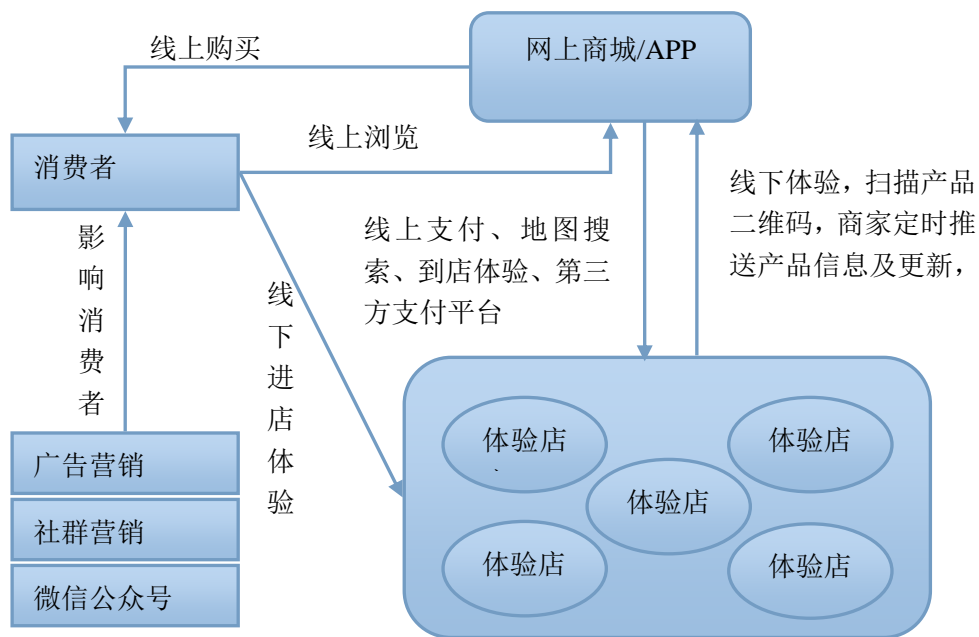 线上购买
网上商城/APP
消费者
线上浏览
影
响
消
费
者
线上支付、地图搜
索、到店体验、第三
方支付平台
线下体验，扫描产品
二维码，商家定时推
送产品信息及更新，
线
下
进
店
体
验
广告营销
社群营销
微信公众号
体验店
体验店
体验店
体验店
体验店